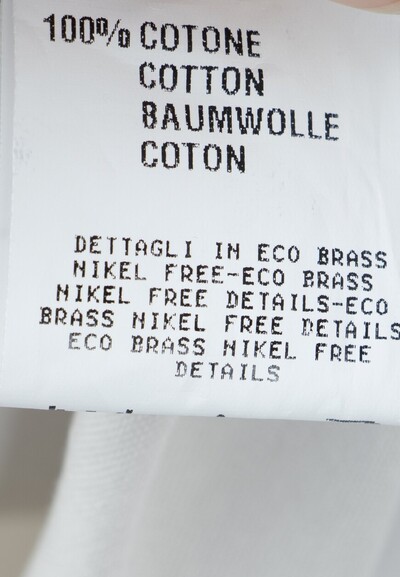 100% COTONE
COTTON
BAUMWOLLE
COTON
DETTAGLI IN ECO BRASS
NIKEL FREE-ECO BRASS
NIKEL FREE DETAILS-ECO
BRASS NIKEL FREE DETAILS
ECO BRASS NIKEL FREE
DETAILS